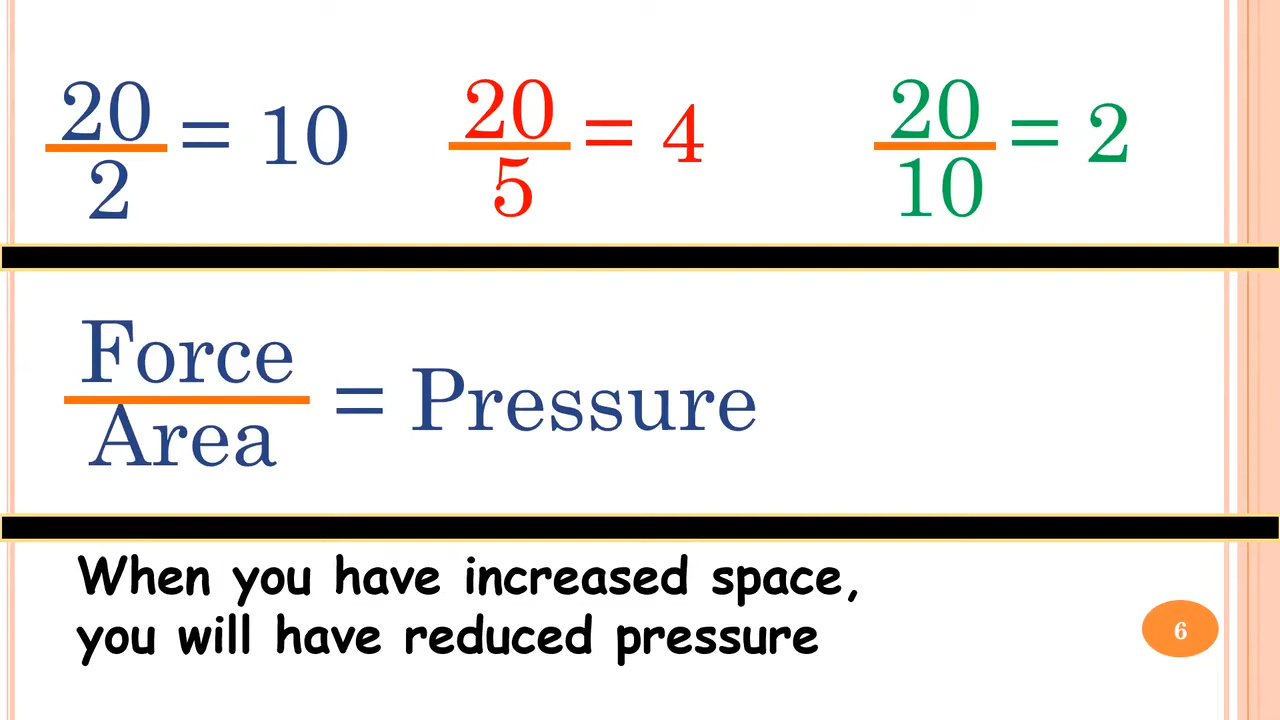 20/2 = 10
20/5 = 4
20/10 = 2
Force/Area = Pressure
When you have increased space,
you will have reduced pressure
6